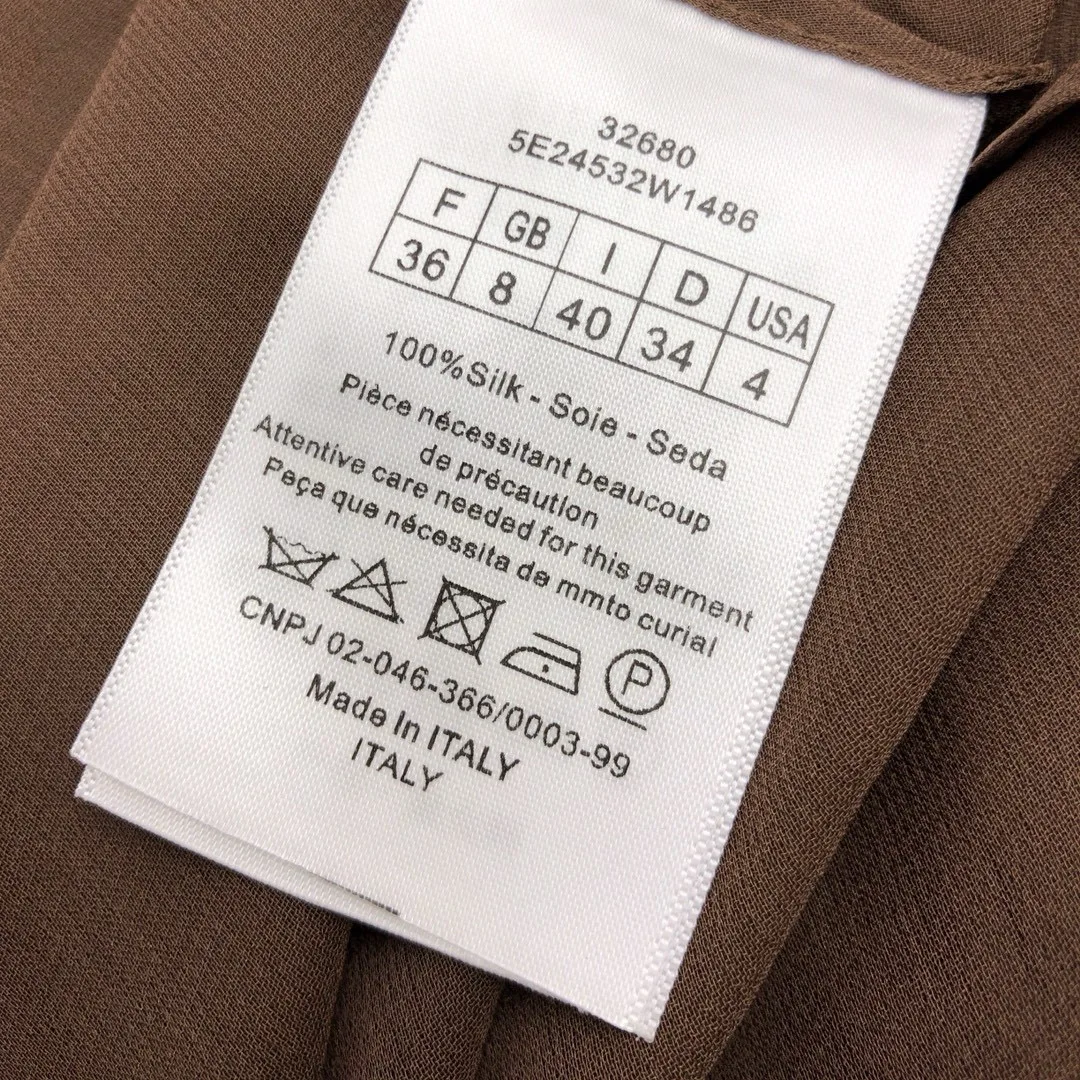 32680
5E24532W1486
F GB I D USA
36 8 40 34 4
100%Silk - Soie - Seda
Pièce nécessitant beaucoup
de précaution
Attentive care needed for this garment
Peça que nécessita de mmto curial
P
CNPJ 02-046-366/0003-99
Made In ITALY
ITALY